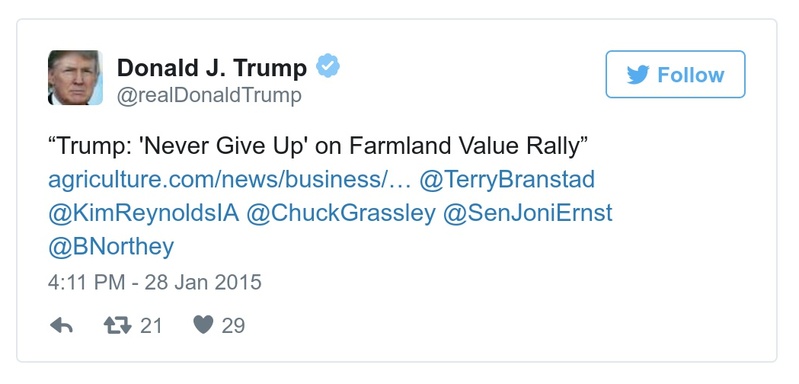 Donald J. Trump
@realDonaldTrump
Follow
“Trump: 'Never Give Up' on Farmland Value Rally”
agriculture.com/news/business/… @TerryBranstad
@KimReynoldsIA @ChuckGrassley @SenJoniErnst
@BNorthey
4:11 PM - 28 Jan 2015
21 29